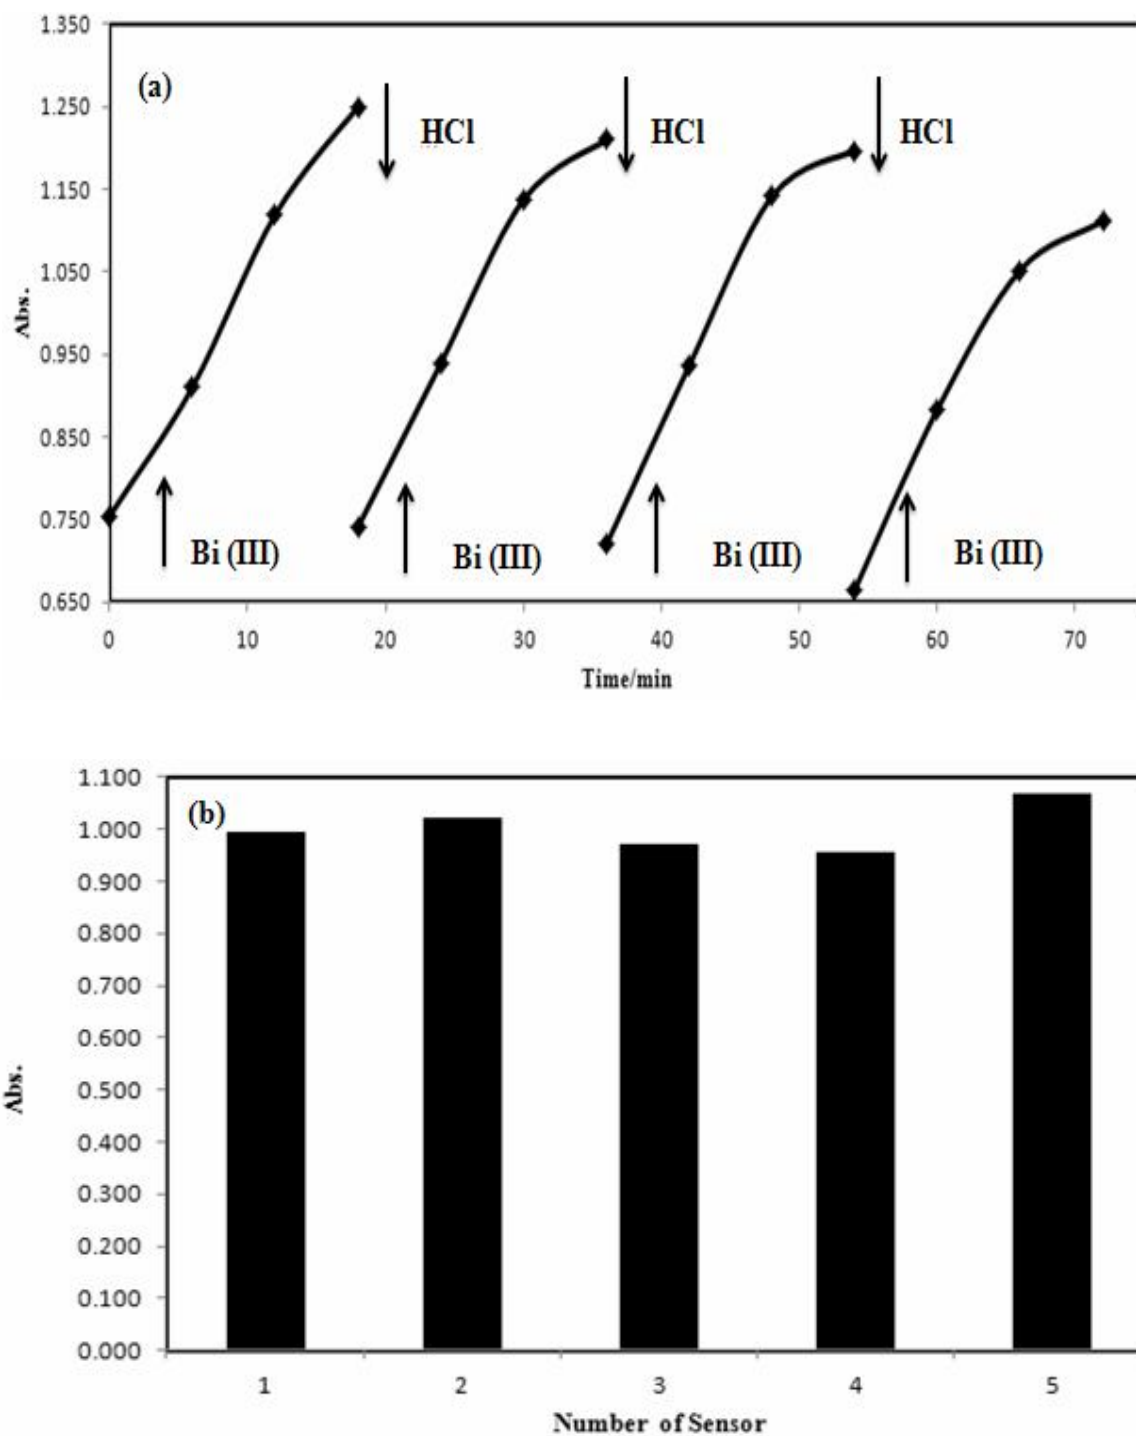 1.350
(a)
1.250
HCl HCl HCl
1.150
1.050
Abs.
0.950
0.850
0.750
Bi (III) Bi (III) Bi (III) Bi (III)
0.650
0 10 20 30 40 50 60 70
Time/min
1.100
(b)
1.000
0.900
0.800
0.700
0.600
Abs.
0.500
0.400
0.300
0.200
0.100
0.000
1 2 3 4 5
Number of Sensor